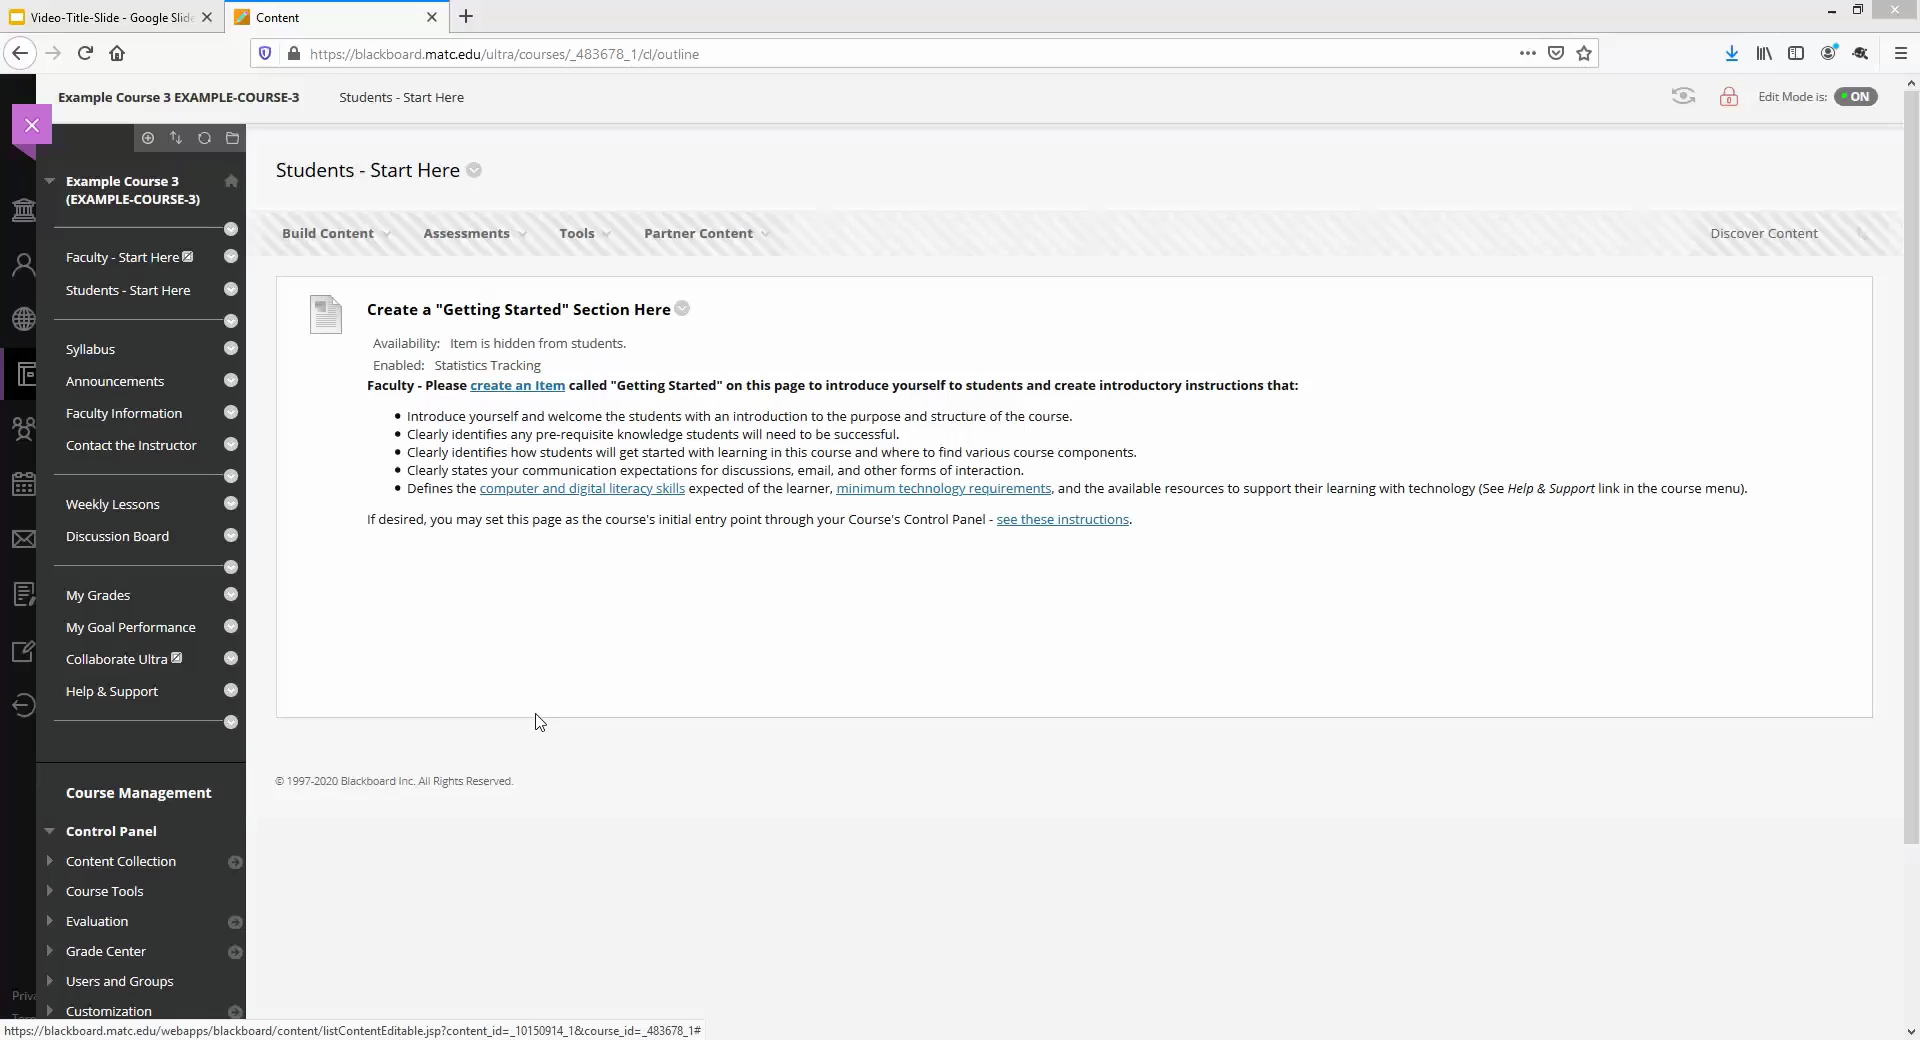 Video-Title-Slide - Google Slide
Content
https://blackboard.matc.edu/ultra/courses/_483678_1/cl/outline
Example Course 3 EXAMPLE-COURSE-3
Students - Start Here
Edit Mode is:
ON
Example Course 3
(EXAMPLE-COURSE-3)
Faculty - Start Here
Students - Start Here
Syllabus
Announcements
Faculty Information
Contact the Instructor
Weekly Lessons
Discussion Board
My Grades
My Goal Performance
Collaborate Ultra
Help & Support
Course Management
Control Panel
Content Collection
Course Tools
Evaluation
Grade Center
Users and Groups
Customization
Students - Start Here
Build Content
Assessments
Tools
Partner Content
Discover Content
Create a "Getting Started" Section Here
Availability: Item is hidden from students.
Enabled: Statistics Tracking
Faculty - Please create an Item called "Getting Started" on this page to introduce yourself to students and create introductory instructions that:
• Introduce yourself and welcome the students with an introduction to the purpose and structure of the course.
• Clearly identifies any pre-requisite knowledge students will need to be successful.
• Clearly identifies how students will get started with learning in this course and where to find various course components.
• Clearly states your communication expectations for discussions, email, and other forms of interaction.
• Defines the computer and digital literacy skills expected of the learner, minimum technology requirements, and the available resources to support their learning with technology (See Help & Support link in the course menu).
If desired, you may set this page as the course's initial entry point through your Course's Control Panel - see these instructions.
© 1997-2020 Blackboard Inc. All Rights Reserved.
Priva
https://blackboard.matc.edu/webapps/blackboard/content/listContentEditable.jsp?content_id=_10150914_1&course_id=_483678_1#